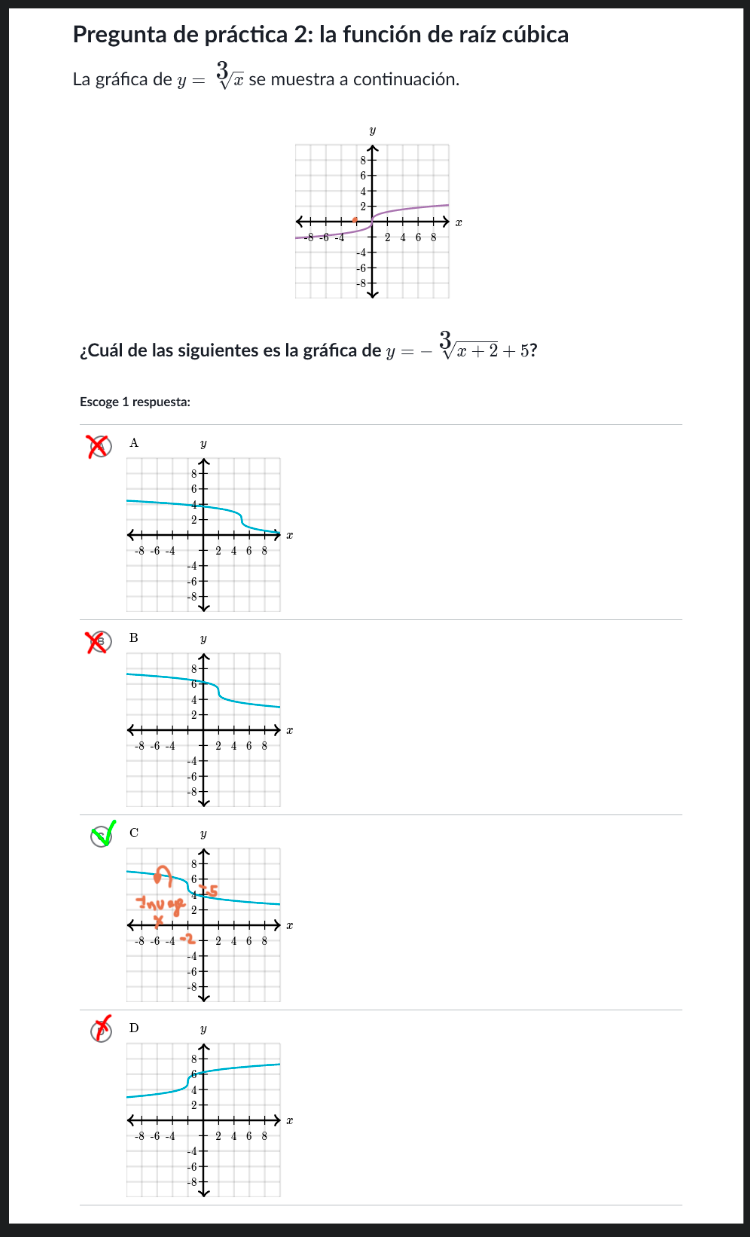 Pregunta de práctica 2: la función de raíz cúbica
La gráfica de y = ∛x se muestra a continuación.
y
8
6
4
2
x
-8 -6 -4 2 4 6 8
-4
-6
-8
¿Cuál de las siguientes es la gráfica de y = − ∛(x + 2) + 5?
Escoge 1 respuesta:
A y
8
6
4
2
x
-8 -6 -4 2 4 6 8
-4
-6
-8
B y
8
6
4
2
x
-8 -6 -4 2 4 6 8
-4
-6
-8
C y
8
6
4
5
2
x
-8 -6 -4 -2 2 4 6 8
-4
-6
-8
D y
8
6
4
2
x
-8 -6 -4 2 4 6 8
-4
-6
-8